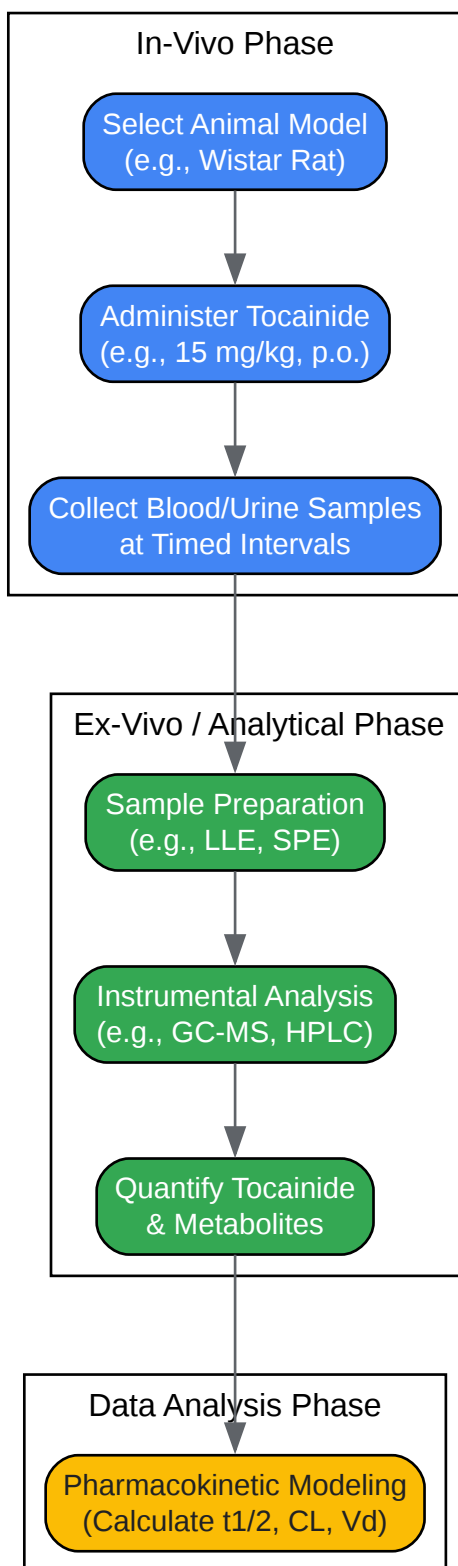 In-Vivo Phase
Select Animal Model
(e.g., Wistar Rat)
Administer Tocainide
(e.g., 15 mg/kg, p.o.)
Collect Blood/Urine Samples
at Timed Intervals
Ex-Vivo / Analytical Phase
Sample Preparation
(e.g., LLE, SPE)
Instrumental Analysis
(e.g., GC-MS, HPLC)
Quantify Tocainide
& Metabolites
Data Analysis Phase
Pharmacokinetic Modeling
(Calculate t1/2, CL, Vd)